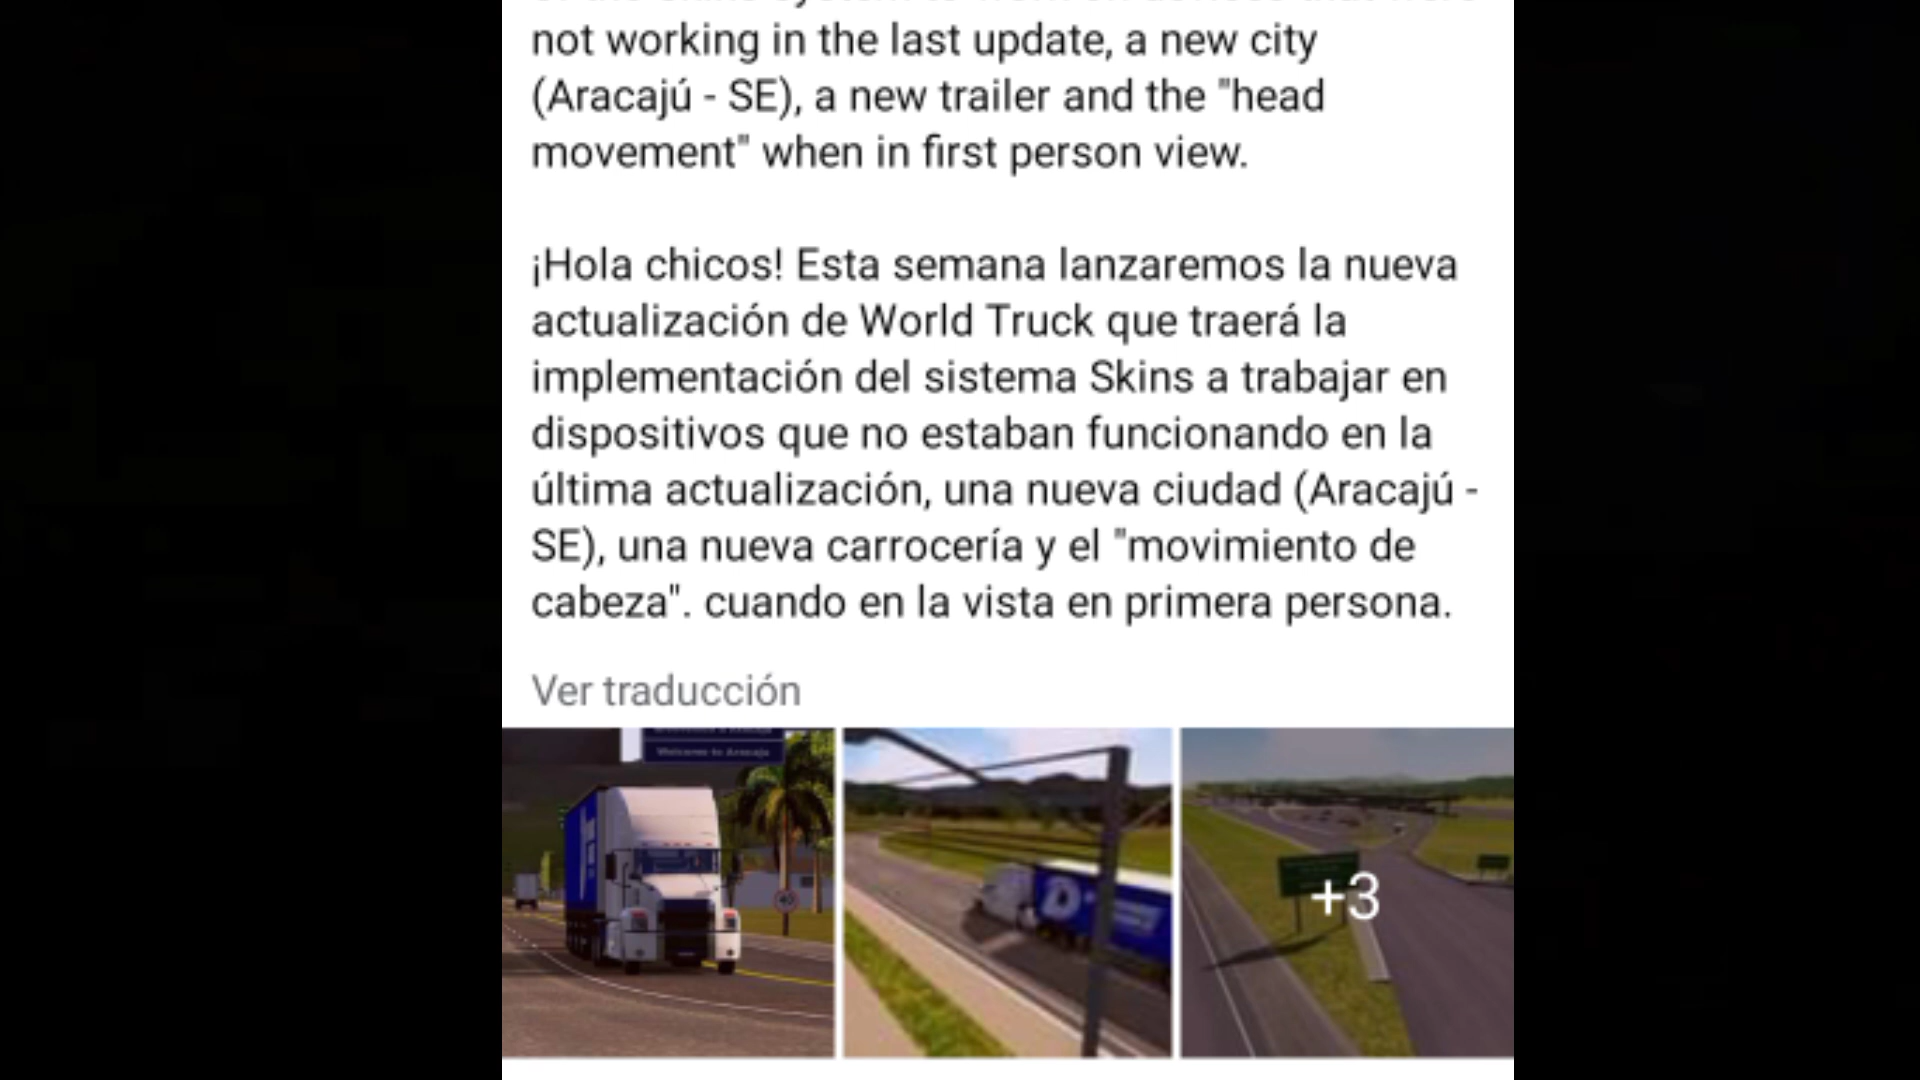 not working in the last update, a new city
(Aracajú - SE), a new trailer and the "head
movement" when in first person view.
¡Hola chicos! Esta semana lanzaremos la nueva
actualización de World Truck que traerá la
implementación del sistema Skins a trabajar en
dispositivos que no estaban funcionando en la
última actualización, una nueva ciudad (Aracajú -
SE), una nueva carrocería y el "movimiento de
cabeza". cuando en la vista en primera persona.
Ver traducción
Welcome to Aracaju
+3